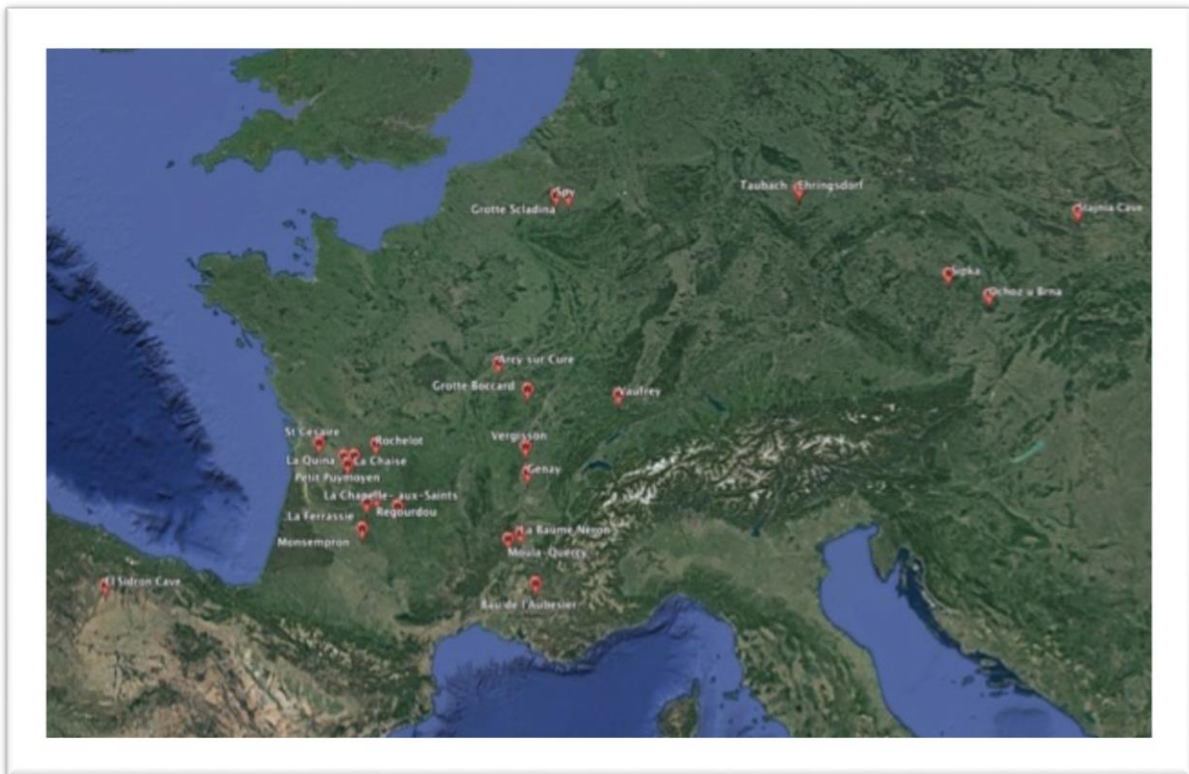 Spy
Taubach Ehringsdorf
Grotte Scladina
Stajnia Cave
Sipka
Ochoz u Brna
Arcy sur Cure
Grotte Boccard
Vaufrey
St Cesaire
Vergisson
Rochelot
La Quina
La Chaise
Genay
Petit Puymoyen
La Chapelle-aux-Saints
Regourdou
La Ferrassie
La Baume Neron
Monsempron
Moula-Guercy
El Sidron Cave
Bau de l'Aubesier